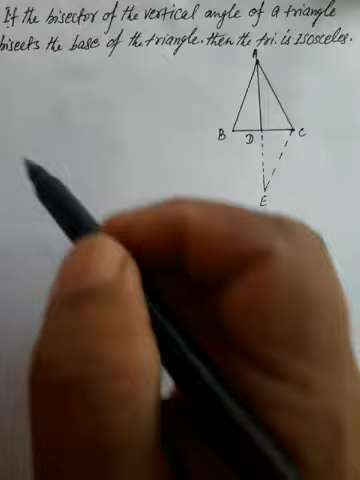 If the bisector of the vertical angle of a triangle
bisects the base of the triangle. then the tri. is isosceles.
A
B D C
E